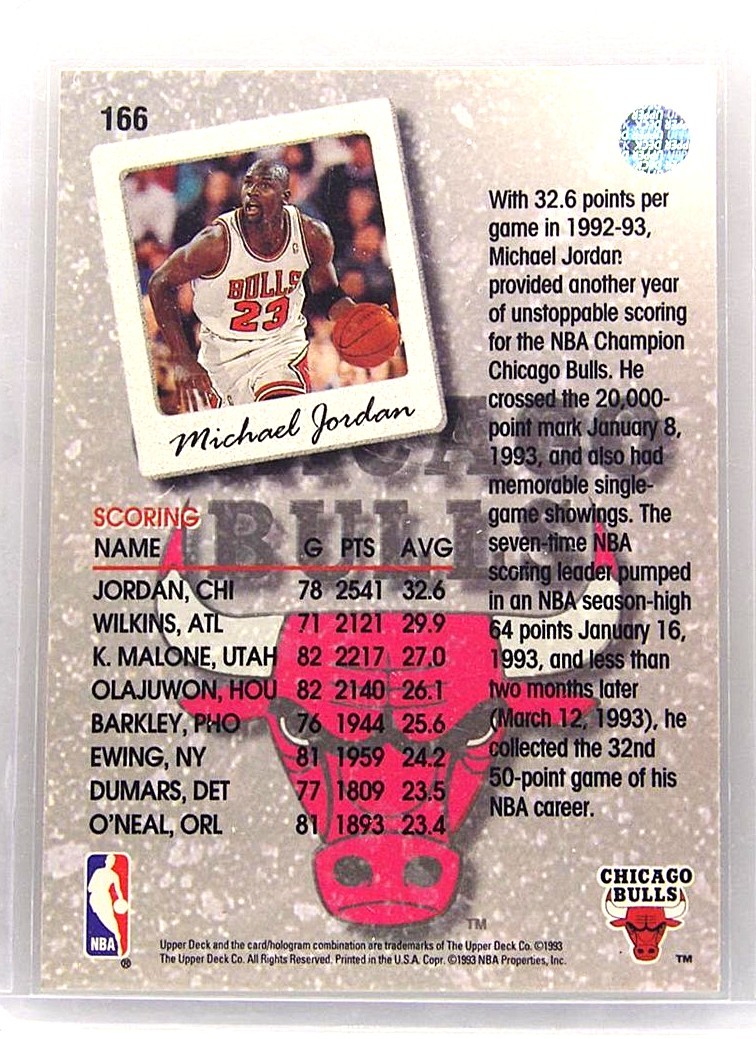 166
BULLS
23
Michael Jordan
With 32.6 points per
game in 1992-93,
Michael Jordan
provided another year
of unstoppable scoring
for the NBA Champion
Chicago Bulls. He
crossed the 20,000-
point mark January 8,
1993, and also had
memorable single-
game showings. The
seven-time NBA
scoring leader pumped
in an NBA season-high
64 points January 16,
1993, and less than
two months later
(March 12, 1993), he
collected the 32nd
50-point game of his
NBA career.
CHICAGO
BULLS
SCORING
NAME G PTS AVG
JORDAN, CHI 78 2541 32.6
WILKINS, ATL 71 2121 29.9
K. MALONE, UTAH 82 2217 27.0
OLAJUWON, HOU 82 2140 26.1
BARKLEY, PHO 76 1944 25.6
EWING, NY 81 1959 24.2
DUMARS, DET 77 1809 23.5
O'NEAL, ORL 81 1893 23.4
TM
NBA
®
Upper Deck and the card/hologram combination are trademarks of The Upper Deck Co. ©1993
The Upper Deck Co. All Rights Reserved. Printed in the U.S.A. Copr. ©1993 NBA Properties, Inc.
CHICAGO
BULLS
TM